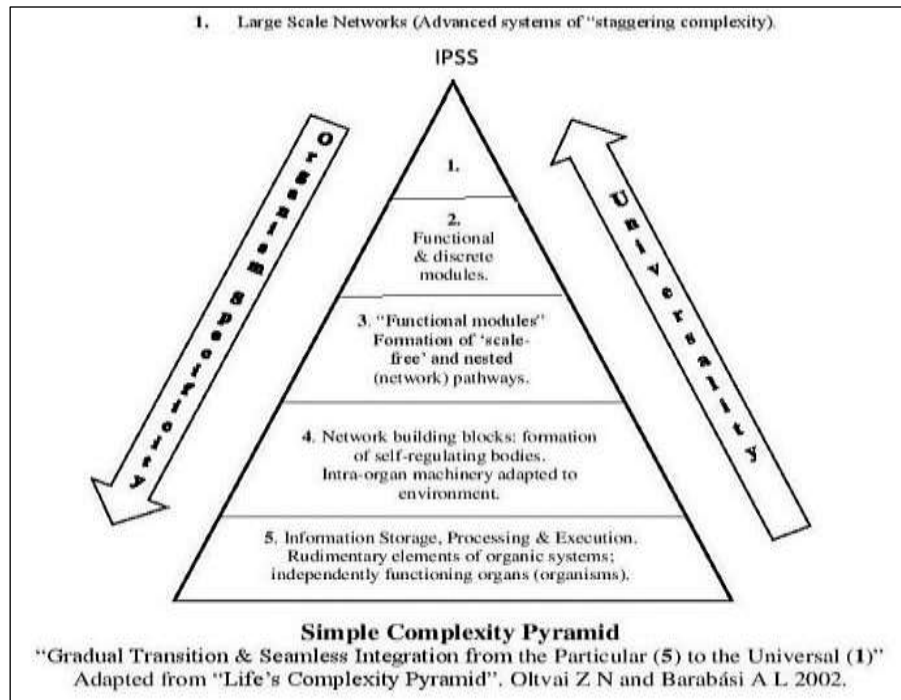 1. Large Scale Networks (Advanced systems of "staggering complexity).
IPSS
Organism specificity
Universality
1.
2.
Functional
& discrete
modules.
3. "Functional modules"
Formation of 'scale-
free' and nested
(network) pathways.
4. Network building blocks: formation
of self-regulating bodies.
Intra-organ machinery adapted to
environment.
5. Information Storage, Processing & Execution.
Rudimentary elements of organic systems;
independently functioning organs (organisms).
Simple Complexity Pyramid
"Gradual Transition & Seamless Integration from the Particular (5) to the Universal (1)"
Adapted from "Life's Complexity Pyramid". Oltvai Z N and Barabási A L 2002.